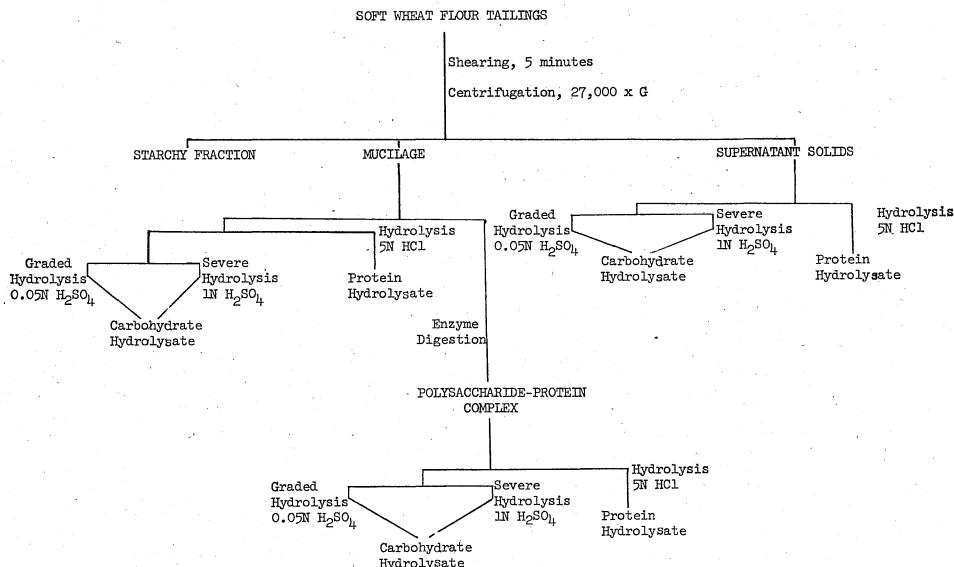 SOFT WHEAT FLOUR TAILINGS
Shearing, 5 minutes
Centrifugation, 27,000 x G
STARCHY FRACTION
MUCILAGE
SUPERNATANT SOLIDS
Graded
Hydrolysis
0.05N H2SO4
Severe
Hydrolysis
1N H2SO4
Carbohydrate
Hydrolysate
Hydrolysis
5N HCl
Protein
Hydrolysate
Enzyme
Digestion
Graded
Hydrolysis
0.05N H2SO4
Severe
Hydrolysis
1N H2SO4
Carbohydrate
Hydrolysate
Hydrolysis
5N HCl
Protein
Hydrolysate
POLYSACCHARIDE-PROTEIN
COMPLEX
Graded
Hydrolysis
0.05N H2SO4
Severe
Hydrolysis
1N H2SO4
Carbohydrate
Hydrolysate
Hydrolysis
5N HCl
Protein
Hydrolysate